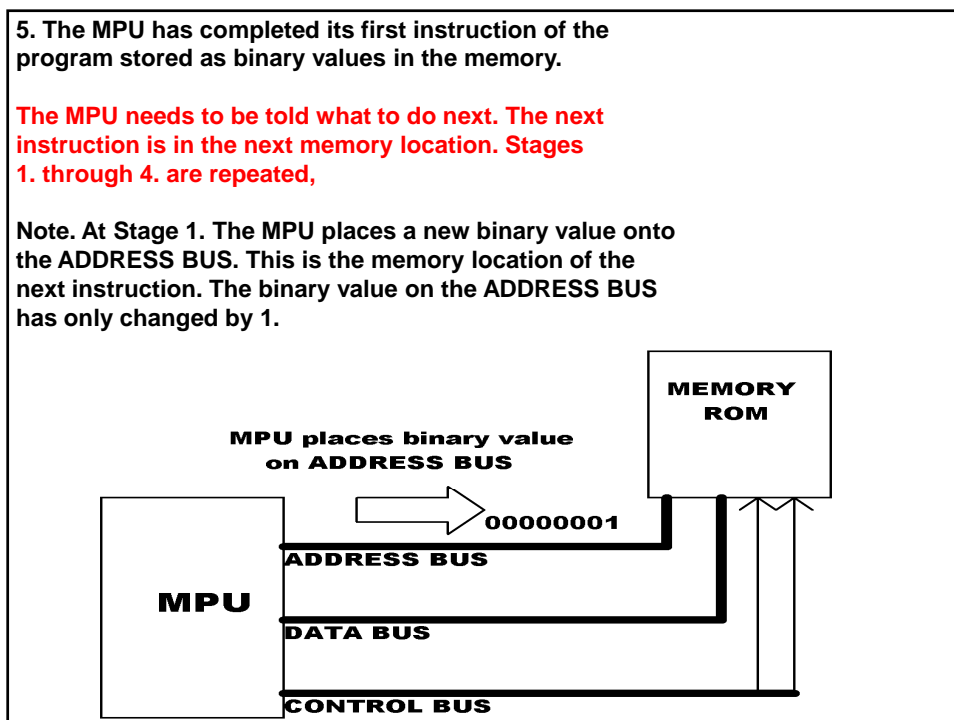 5. The MPU has completed its first instruction of the
program stored as binary values in the memory.
The MPU needs to be told what to do next. The next
instruction is in the next memory location. Stages
1. through 4. are repeated,
Note. At Stage 1. The MPU places a new binary value onto
the ADDRESS BUS. This is the memory location of the
next instruction. The binary value on the ADDRESS BUS
has only changed by 1.
MEMORY
ROM
MPU places binary value
on ADDRESS BUS
00000001
ADDRESS BUS
MPU
DATA BUS
CONTROL BUS